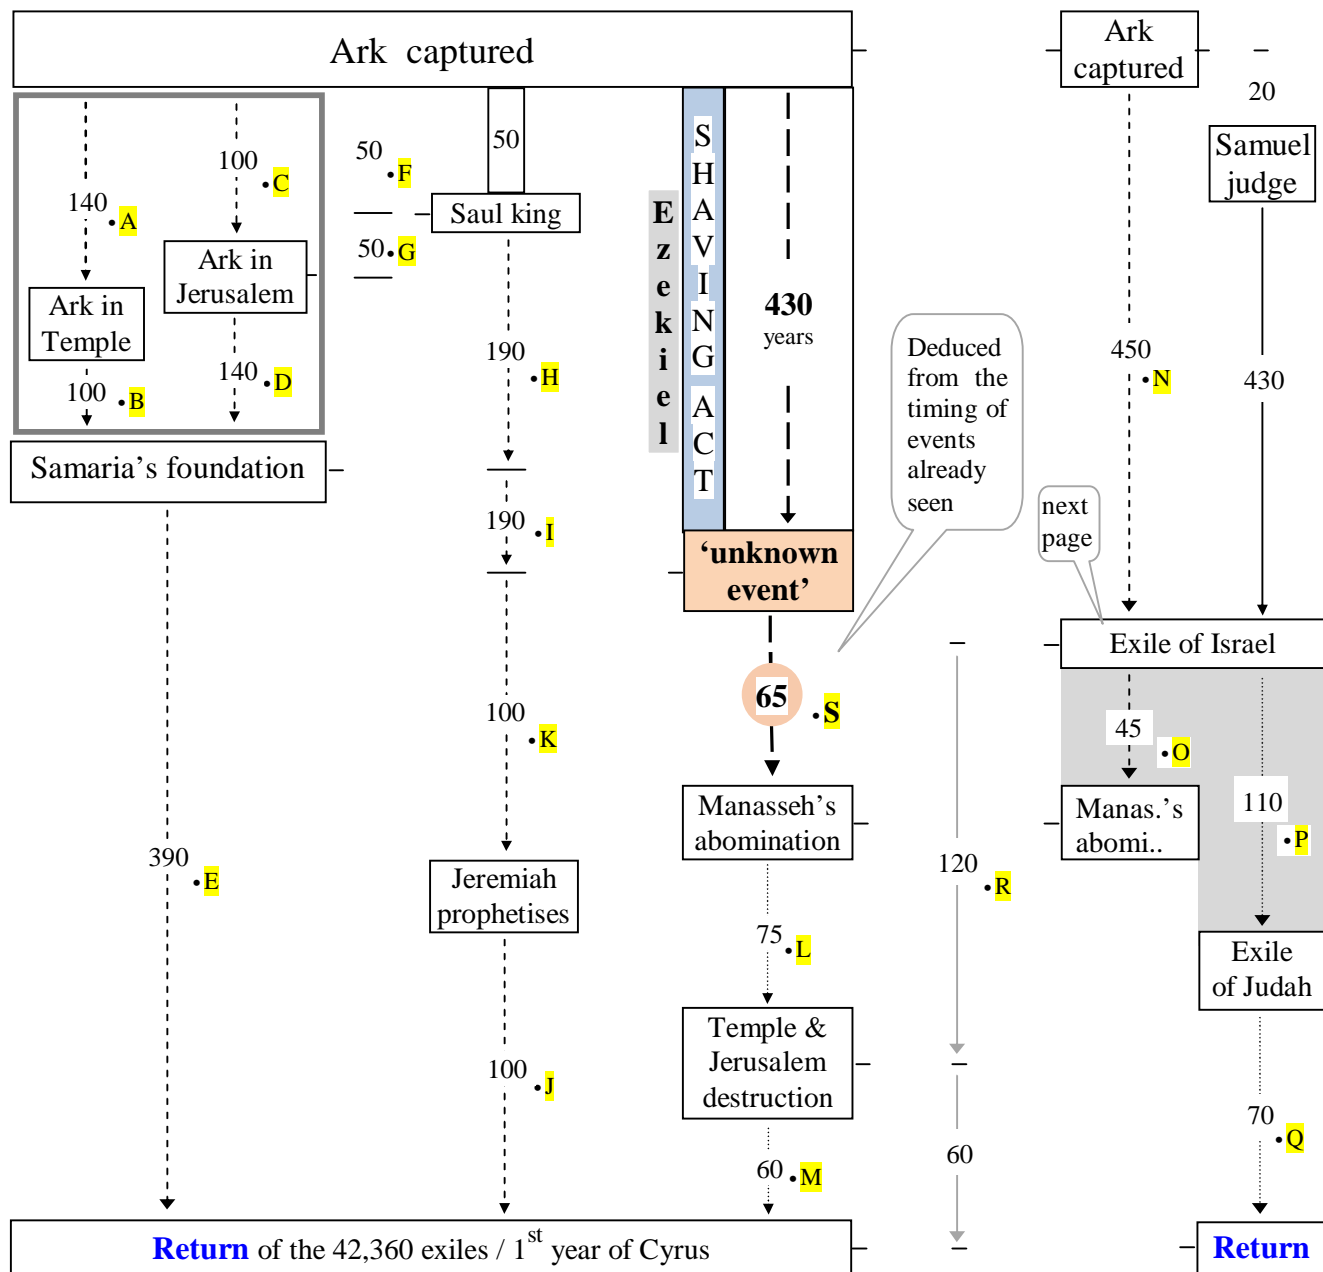 Ark captured
Ark
captured
20
140
• A
100
• C
50
• F
50
Saul king
50
• G
S
H
A
V
I
N
G
A
C
T
E
z
e
k
i
e
l
430
years
Samuel
judge
Ark in
Temple
Ark in
Jerusalem
100
• B
140
• D
190
• H
Deduced
from the
timing of
events
already
seen
450
• N
430
Samaria’s foundation
190
• I
‘unknown
event’
next
page
Exile of Israel
65
• S
100
• K
45
• O
110
• P
Manasseh’s
abomination
Manas.’s
abomi..
390
• E
Jeremiah
prophetises
120
• R
75
• L
Exile
of Judah
Temple &
Jerusalem
destruction
100
• J
60
• M
60
70
• Q
Return of the 42,360 exiles / 1st year of Cyrus
Return